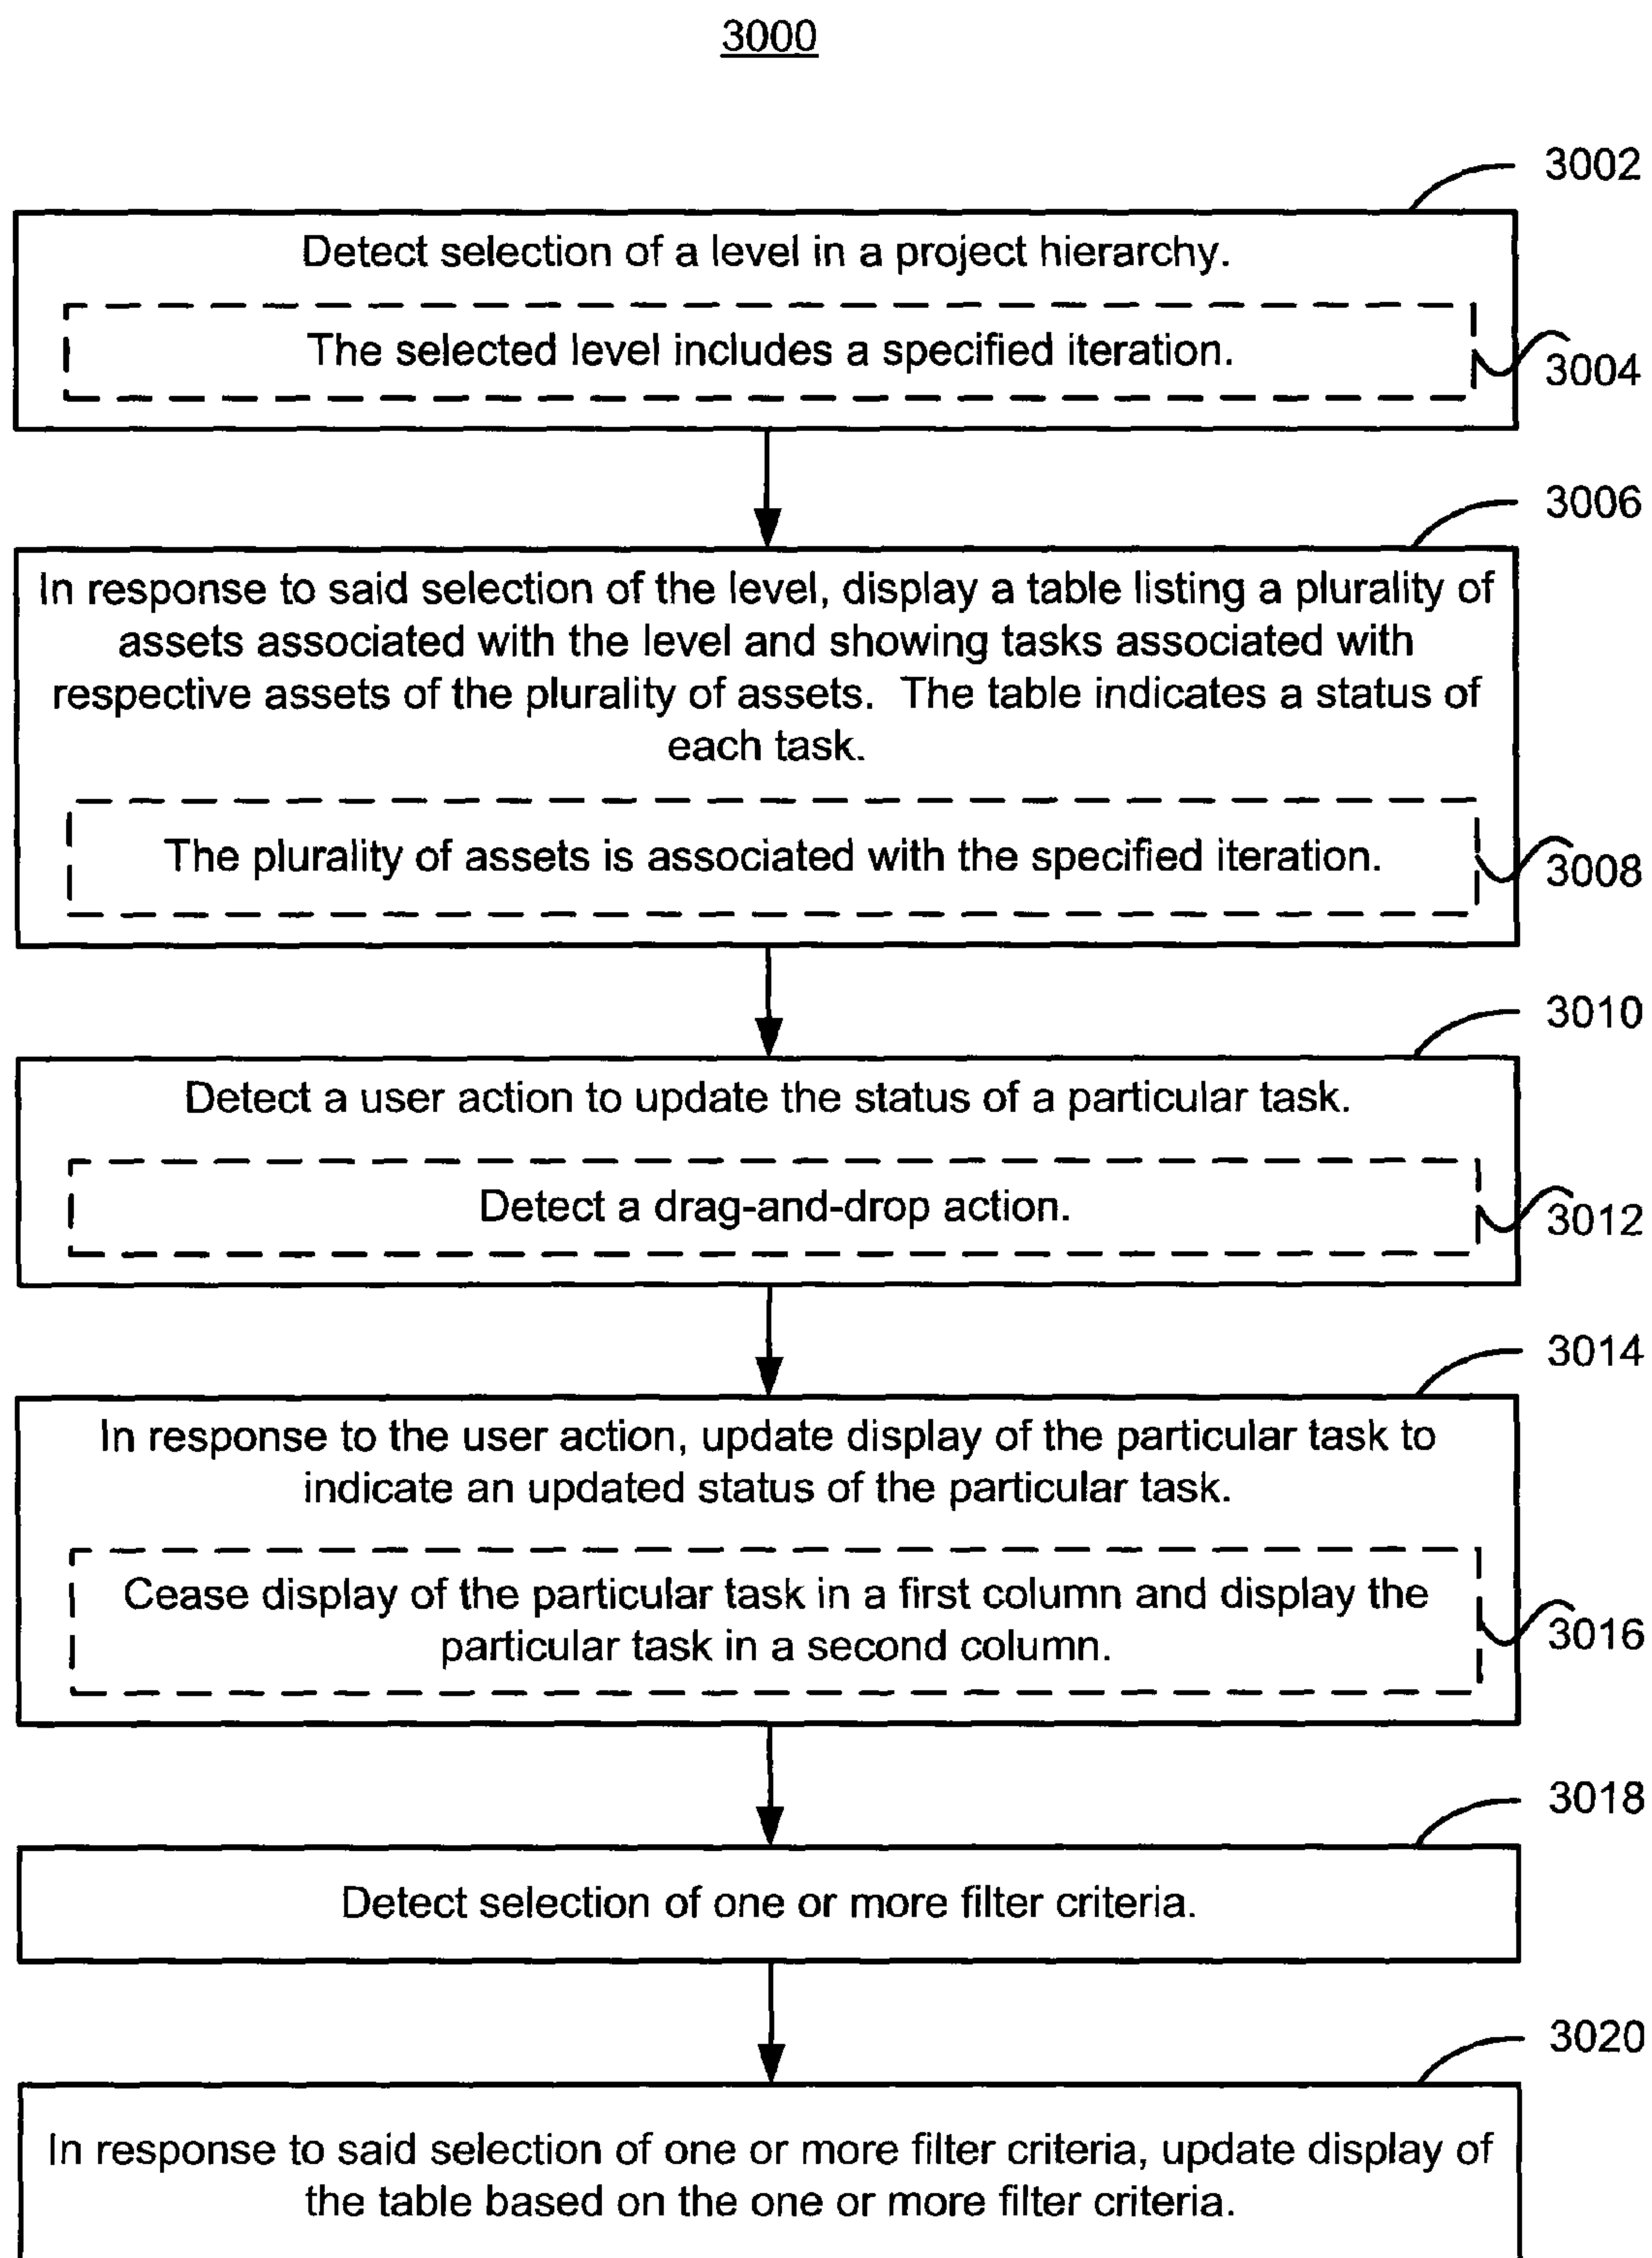 3000
3002
Detect selection of a level in a project hierarchy.
The selected level includes a specified iteration.
3004
3006
In response to said selection of the level, display a table listing a plurality of
assets associated with the level and showing tasks associated with
respective assets of the plurality of assets. The table indicates a status of
each task.
The plurality of assets is associated with the specified iteration.
3008
3010
Detect a user action to update the status of a particular task.
Detect a drag-and-drop action.
3012
3014
In response to the user action, update display of the particular task to
indicate an updated status of the particular task.
Cease display of the particular task in a first column and display the
particular task in a second column.
3016
3018
Detect selection of one or more filter criteria.
3020
In response to said selection of one or more filter criteria, update display of
the table based on the one or more filter criteria.